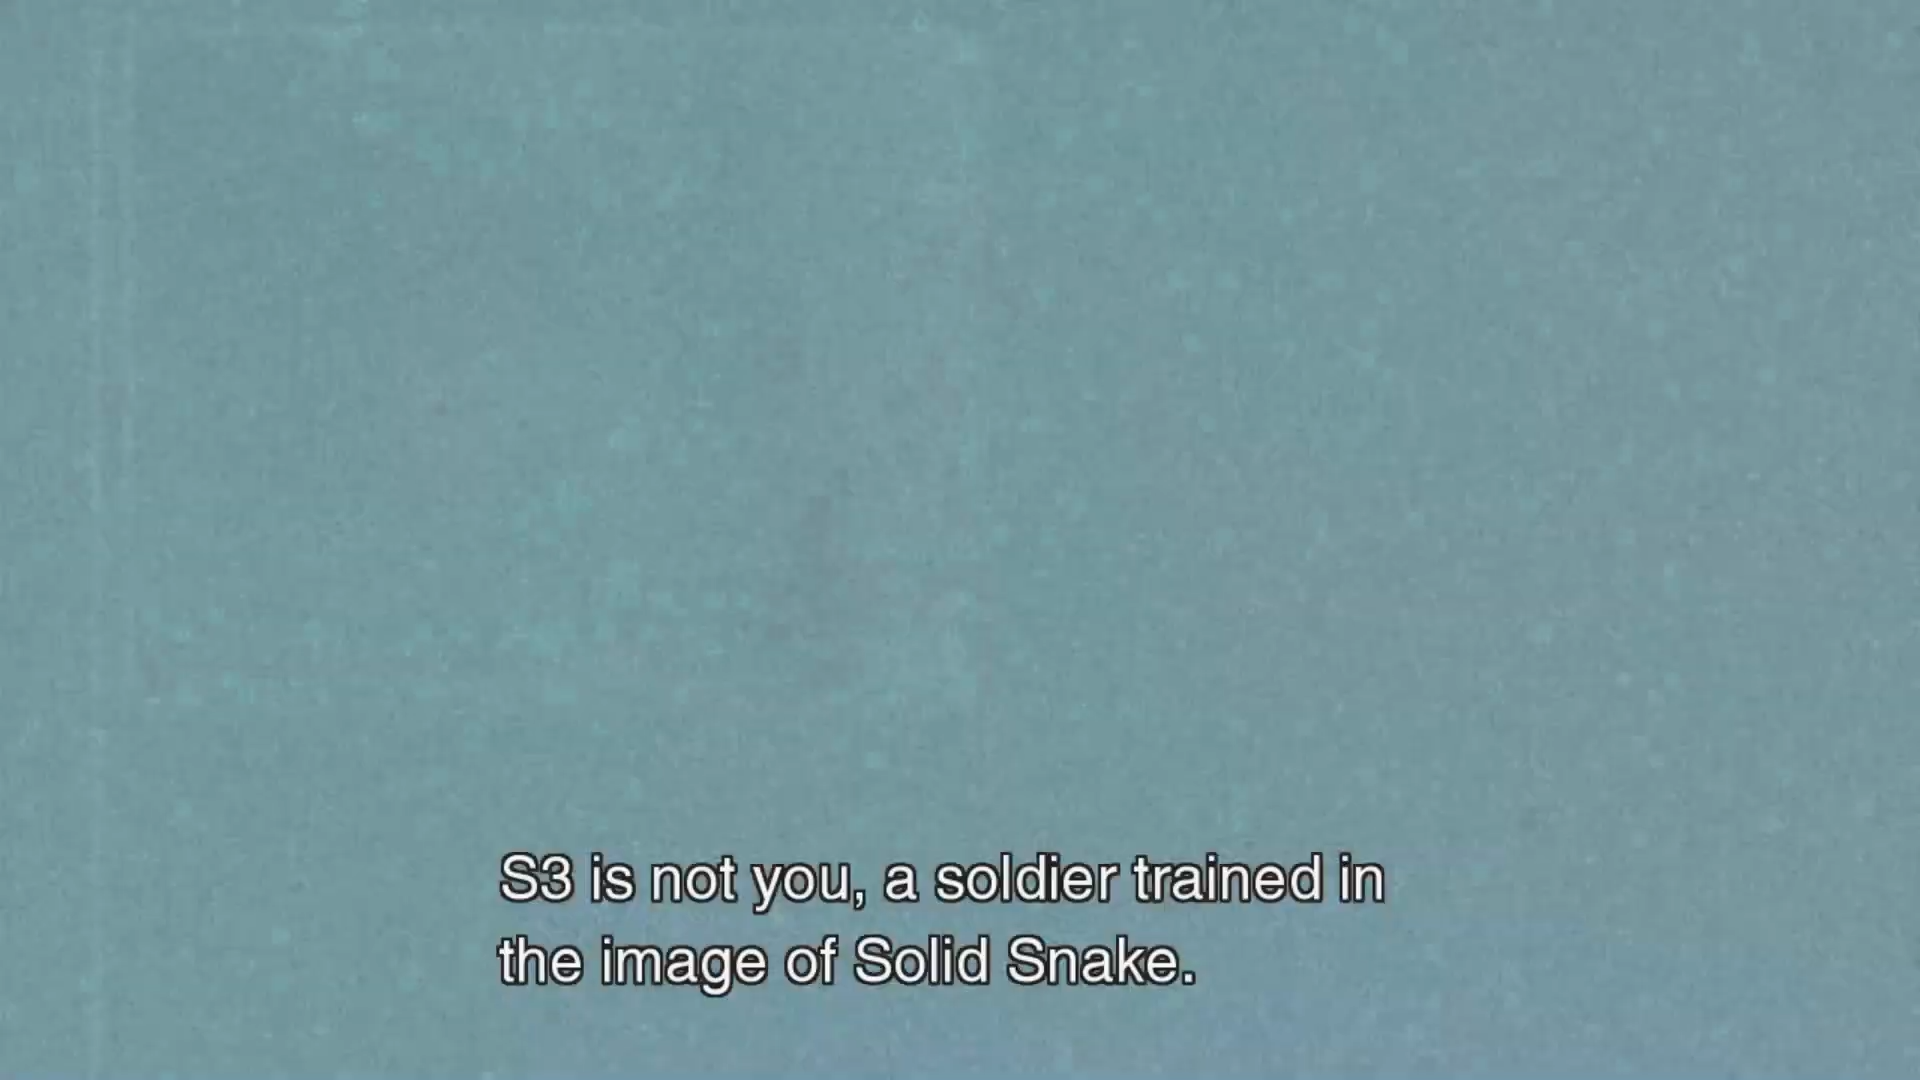 S3 is not you, a soldier trained in
the image of Solid Snake.